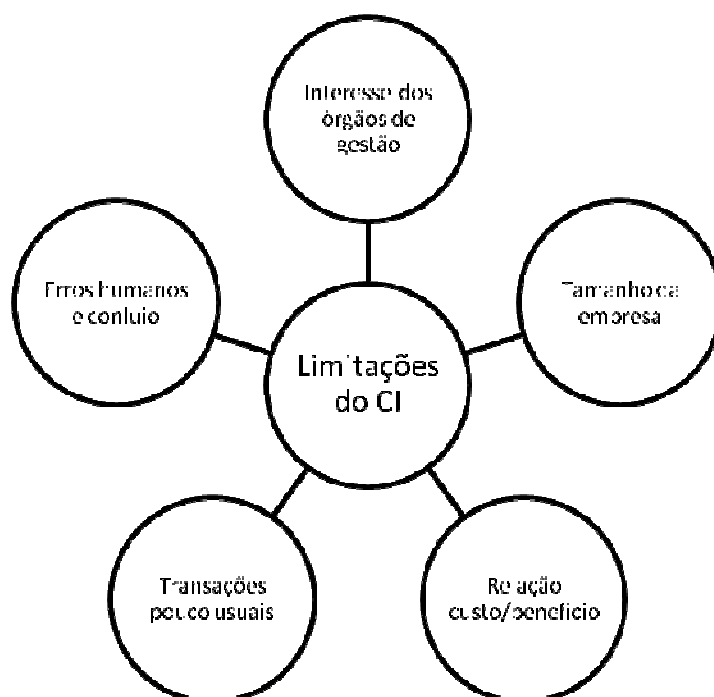 Interesse dos
órgãos de
gestão
Erros humanos
e conluio
Tamanho da
empresa
Limitações
do CI
Transações
pouco usuais
Relação
custo/benefício